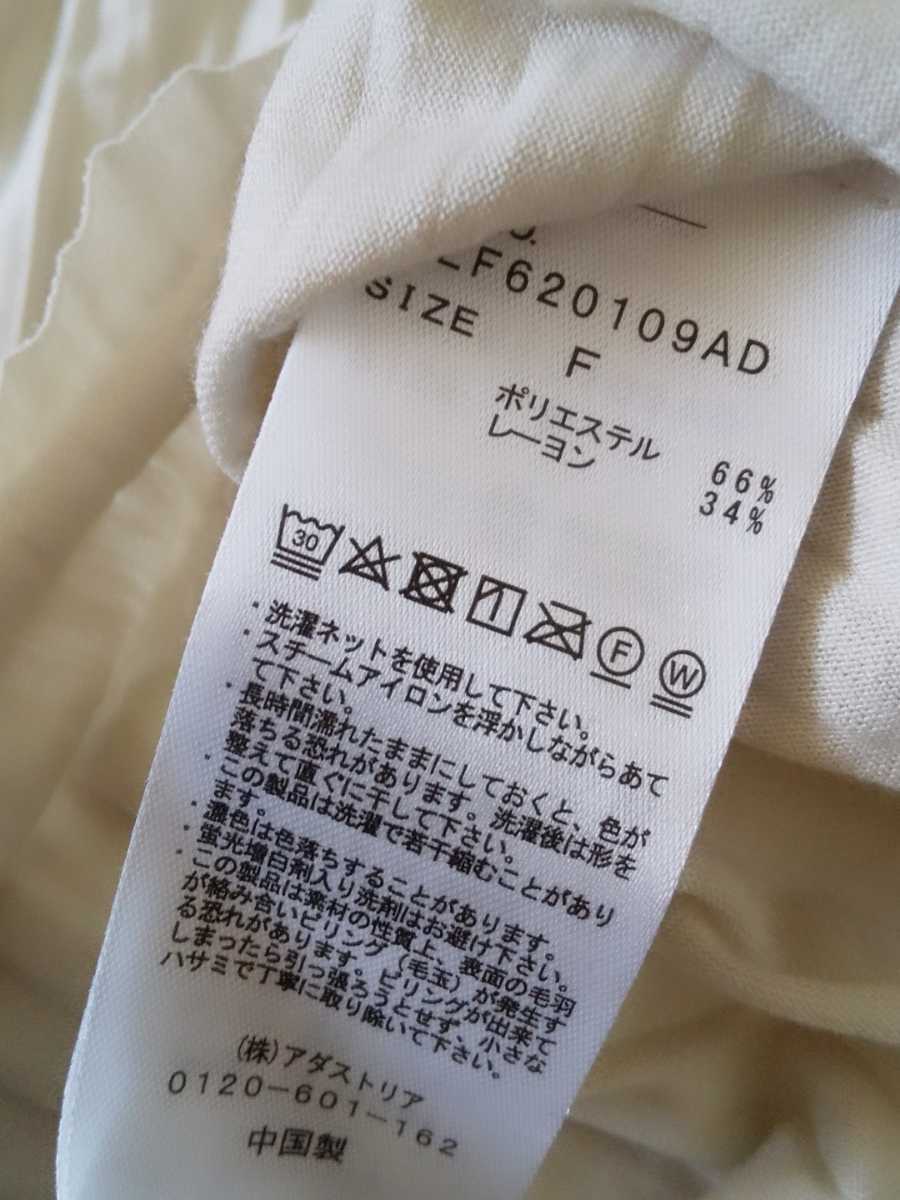 LF620109AD
SIZE
F
ポリエステル 66%
レーヨン 34%
30
F
W
・洗濯ネットを使用して下さい。
・スチームアイロンを浮かしながらあて
て下さい。
・長時間濡れたままにしておくと、色が
落ちる恐れがあります。洗濯後は形を
整えて直ぐに干して下さい。
・この製品は洗濯で若干縮むことがあり
ます。
・濃色は色落ちすることがあります。
・蛍光増白剤入り洗剤はお避け下さい。
・この製品は素材の性質上、表面の毛羽
が絡み合いピリング(毛玉)が発生す
る恐れがあります。ピリングが出来て
しまったら引っ張ろうとせず、小さな
ハサミで丁寧に取り除いて下さい。
(株)アダストリア
0120-601-162
中国製